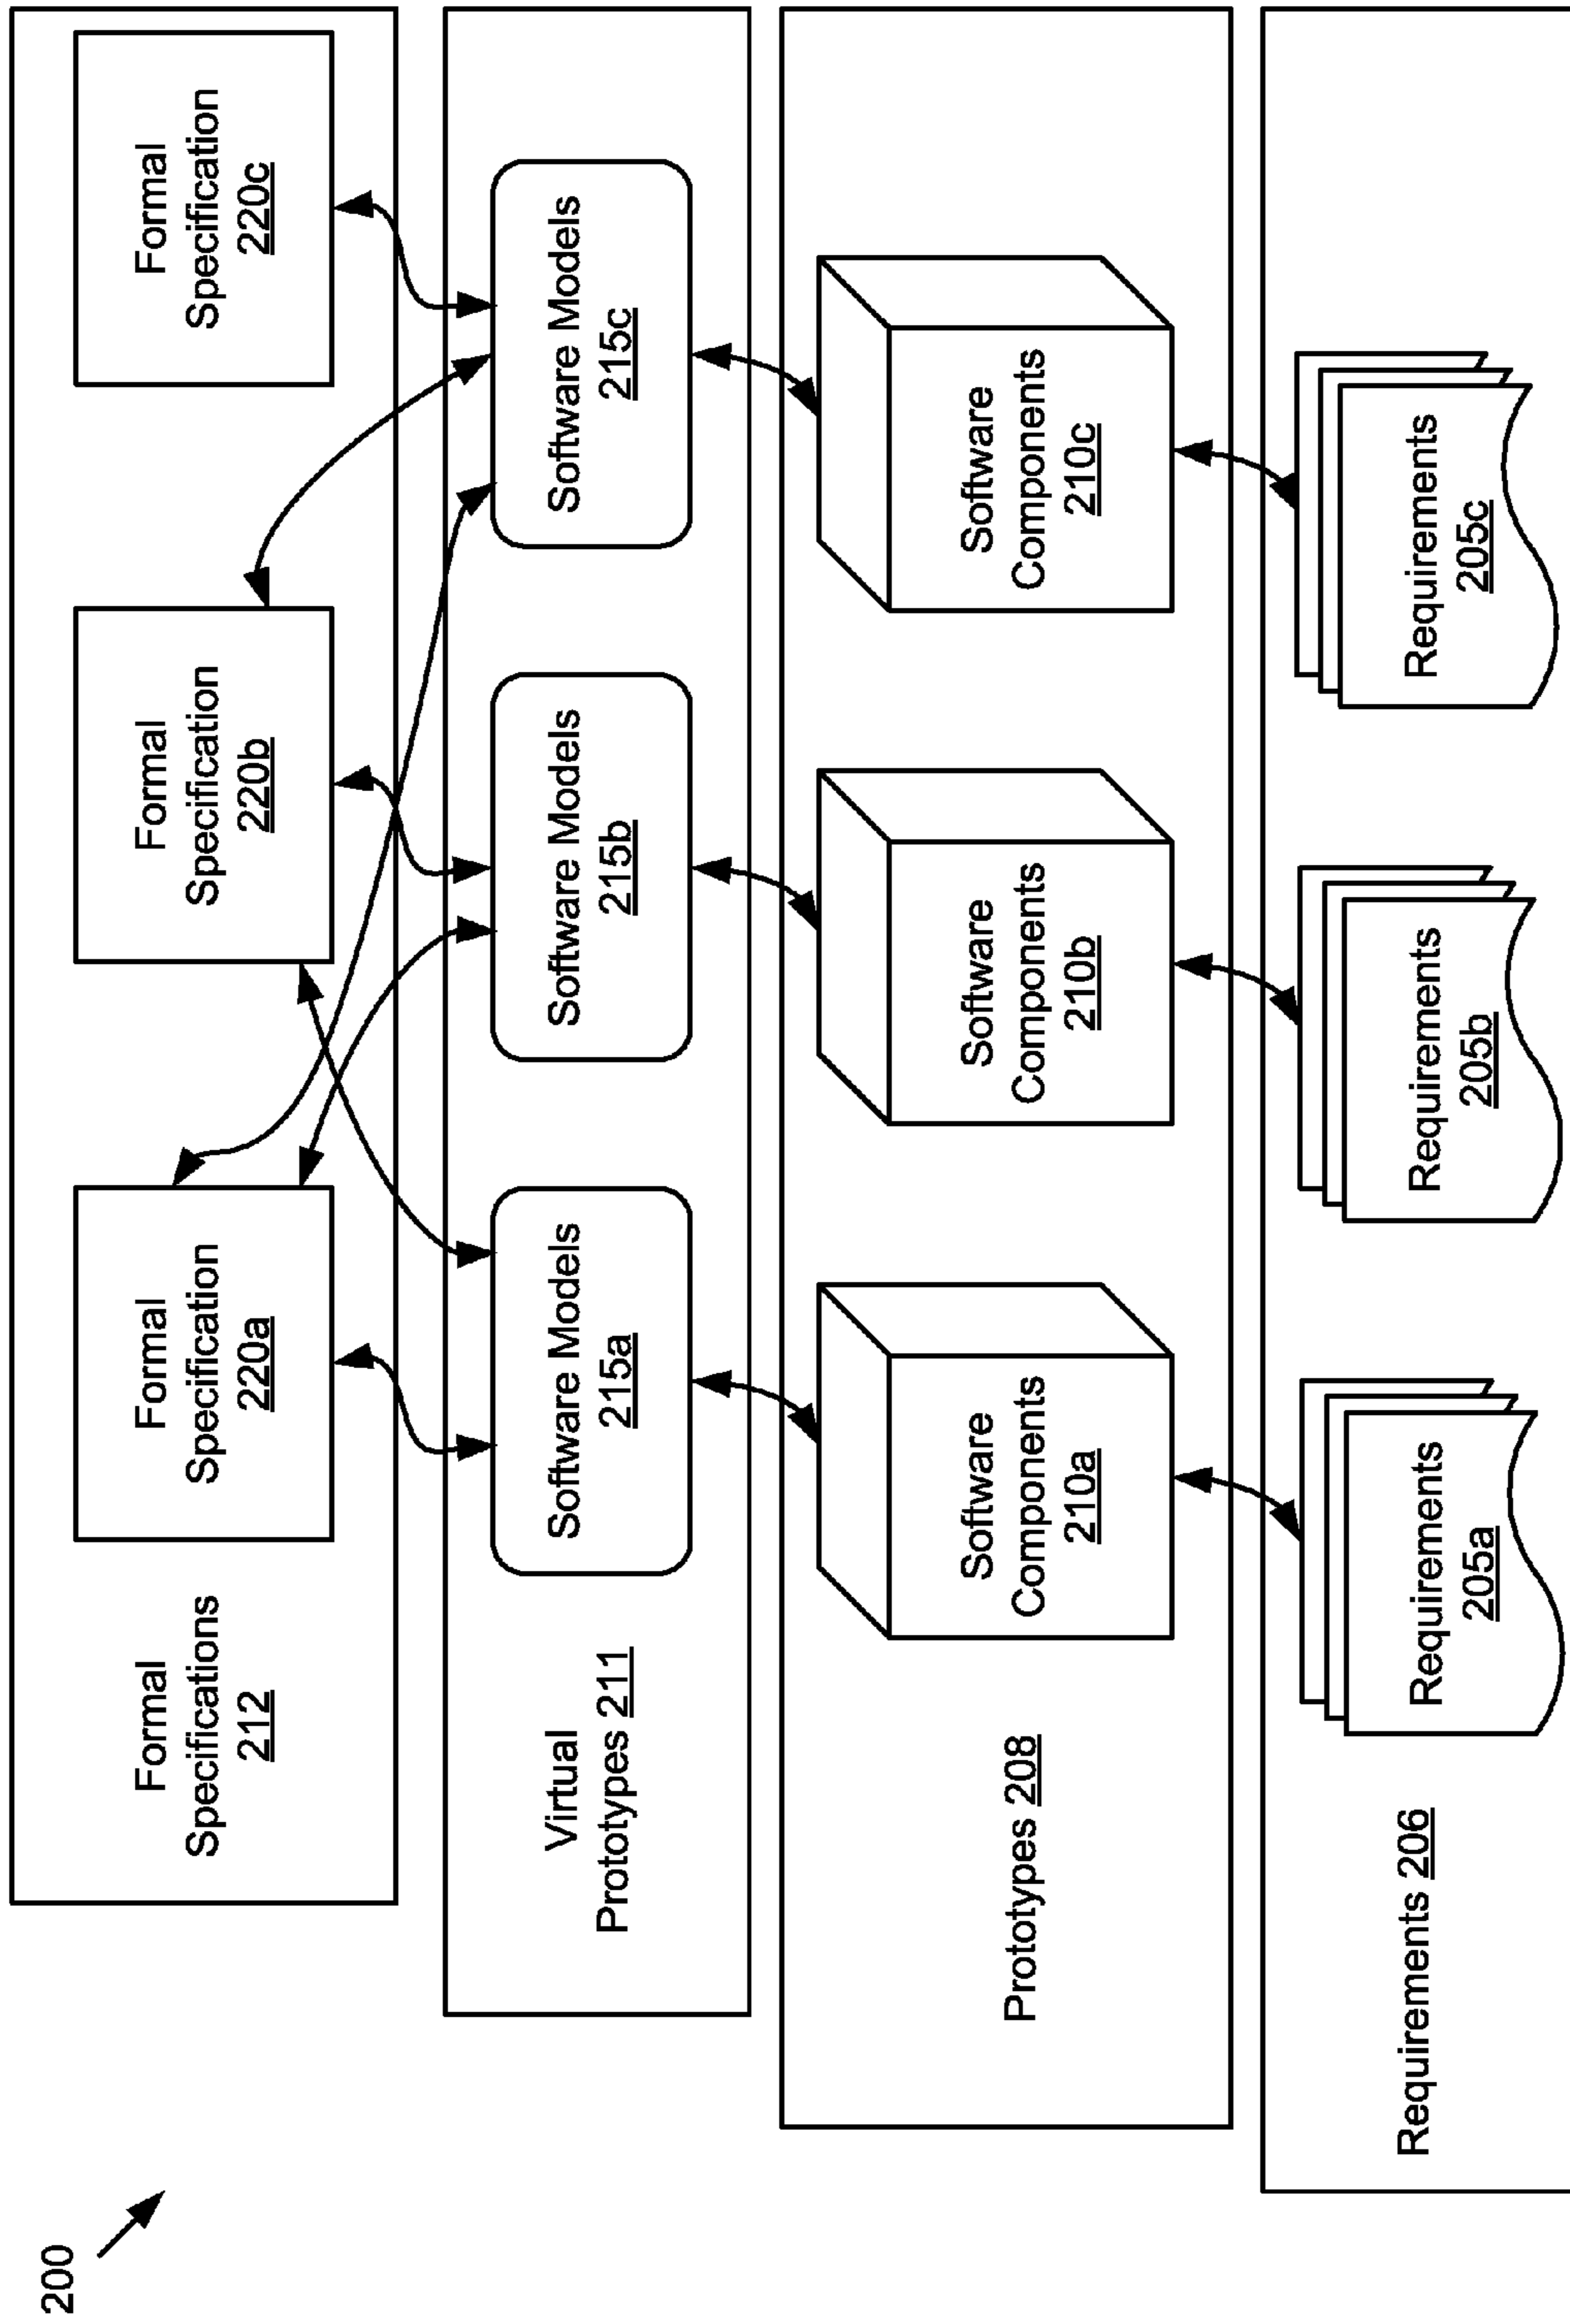 200
Formal
Specifications
212
Formal
Specification
220a
Formal
Specification
220b
Formal
Specification
220c
Virtual
Prototypes 211
Software Models
215a
Software Models
215b
Software Models
215c
Prototypes 208
Software
Components
210a
Software
Components
210b
Software
Components
210c
Requirements 206
Requirements
205a
Requirements
205b
Requirements
205c